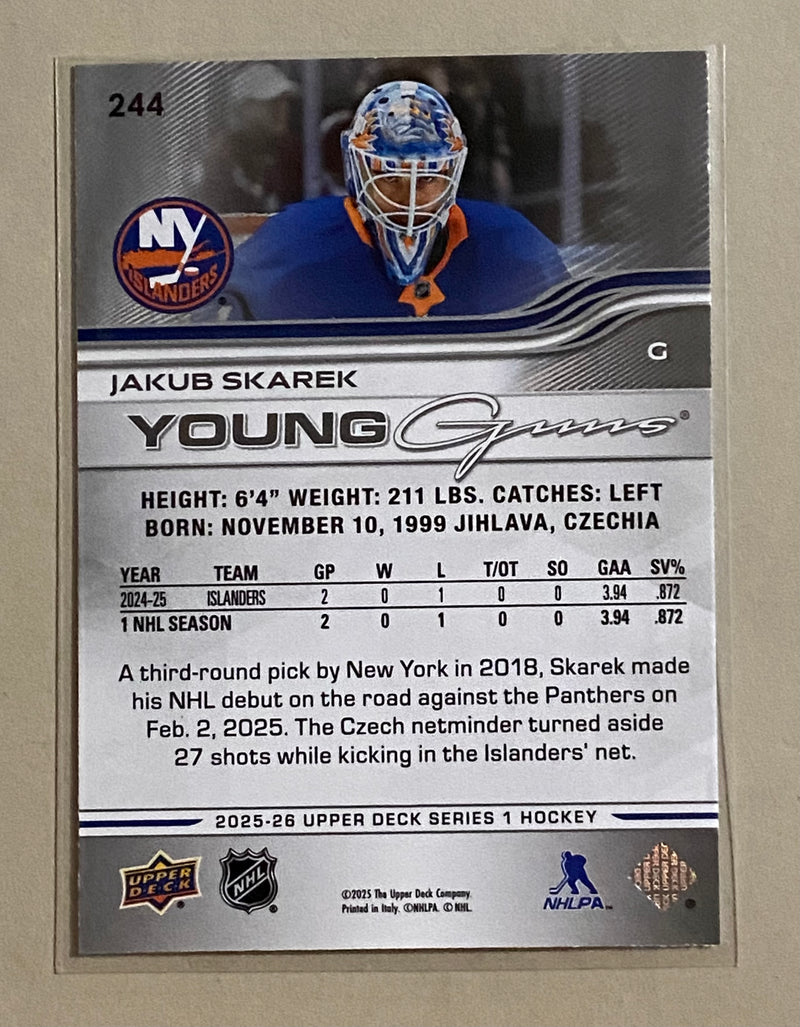 244
NY
ISLANDERS
G
JAKUB SKAREK
YOUNG Guns®
HEIGHT: 6'4" WEIGHT: 211 LBS. CATCHES: LEFT
BORN: NOVEMBER 10, 1999 JIHLAVA, CZECHIA
YEAR TEAM GP W L T/OT SO GAA SV%
2024-25 ISLANDERS 2 0 1 0 0 3.94 .872
1 NHL SEASON 2 0 1 0 0 3.94 .872
A third-round pick by New York in 2018, Skarek made
his NHL debut on the road against the Panthers on
Feb. 2, 2025. The Czech netminder turned aside
27 shots while kicking in the Islanders' net.
2025-26 UPPER DECK SERIES 1 HOCKEY
UPPER DECK®
NHL®
©2025 The Upper Deck Company.
Printed in Italy. ©NHLPA. © NHL.
NHLPA™